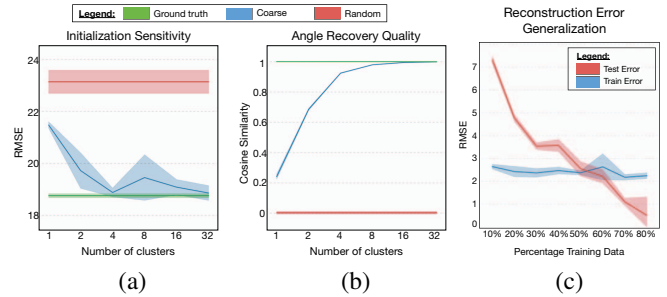 Legend: Ground truth Coarse Random
Initialization Sensitivity
24
22
20
18
RMSE
1 2 4 8 16 32
Number of clusters
(a)
Angle Recovery Quality
1
0.8
0.6
0.4
0.2
0
Cosine Similarity
1 2 4 8 16 32
Number of clusters
(b)
Reconstruction Error
Generalization
Legend:
Test Error
Train Error
7
6
5
4
3
2
1
0
RMSE
10% 20% 30% 40% 50% 60% 70% 80%
Percentage Training Data
(c)